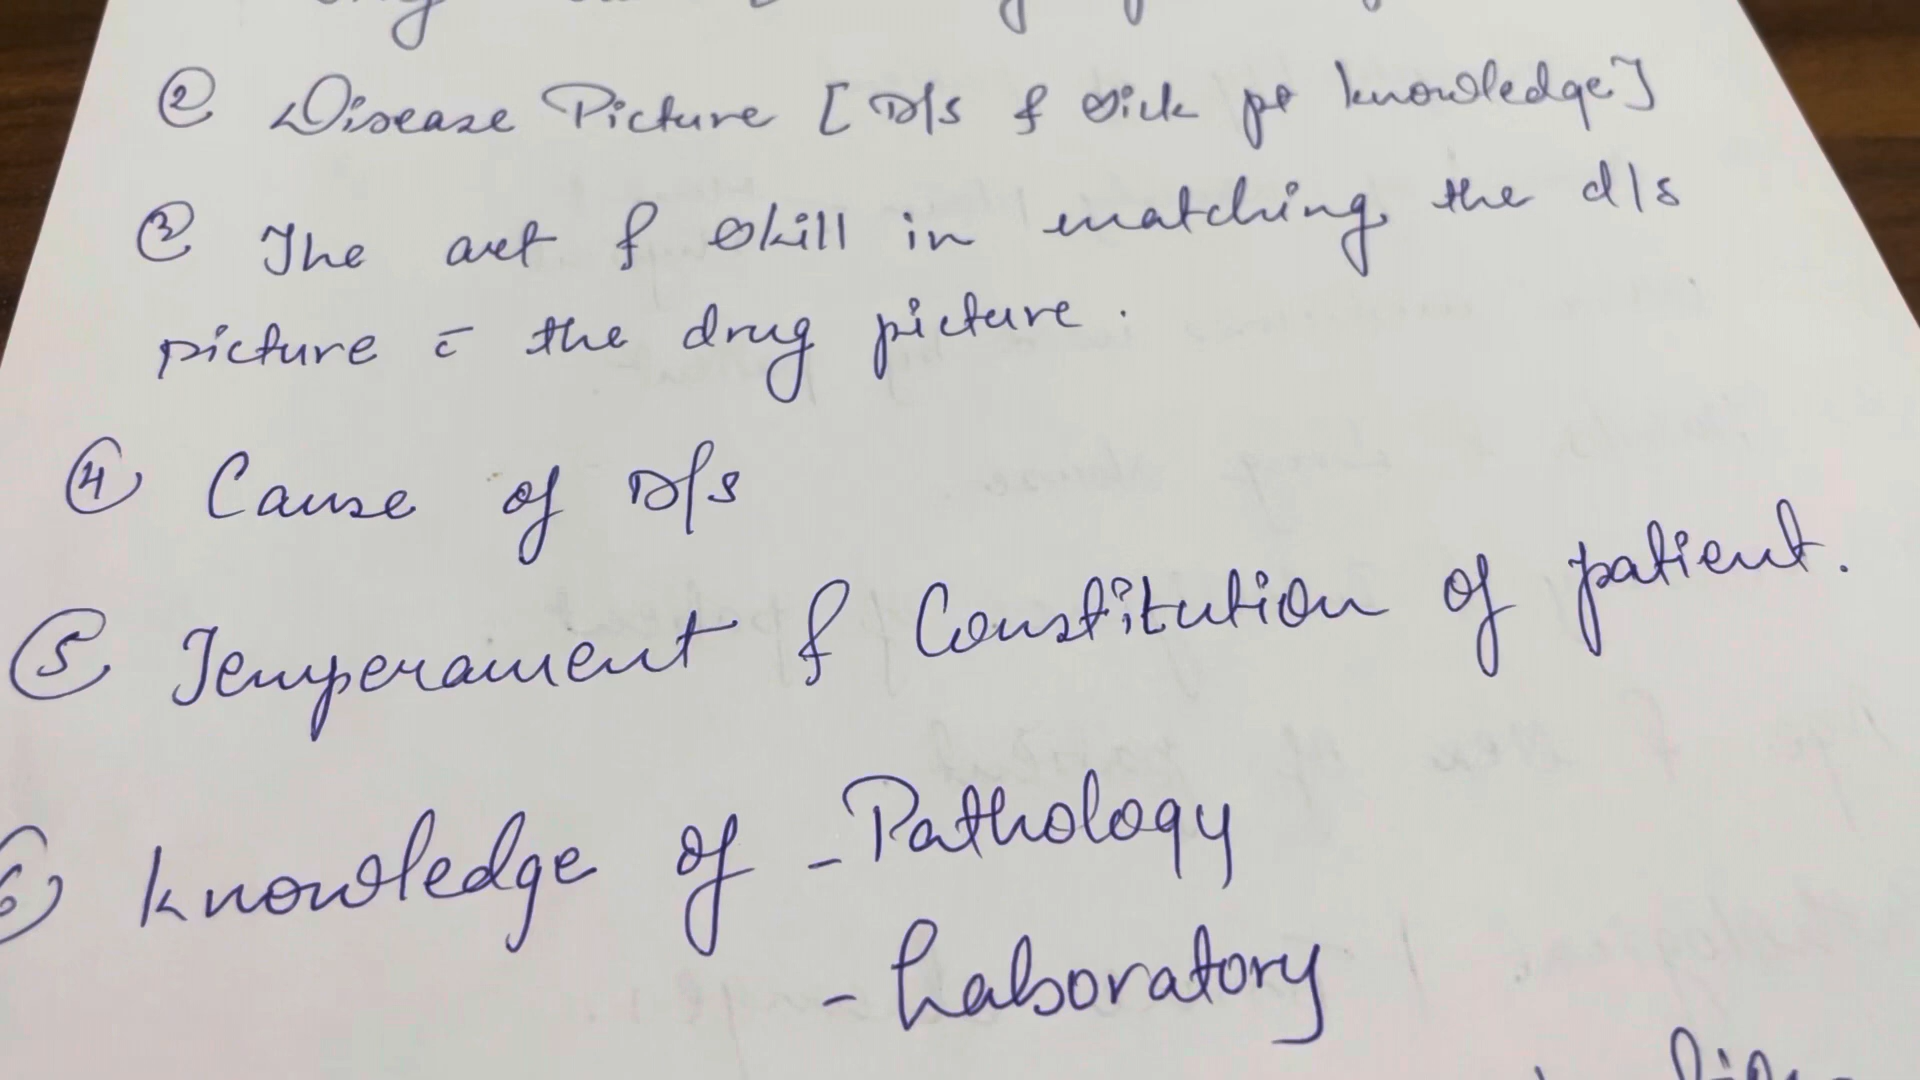 ② Disease Picture [D/s & Sick pt knowledge]
③ The art & skill in matching the d/s
picture c̄ the drug picture.
④ Cause of D/s
⑤ Temperament & Constitution of patient.
⑥ knowledge of - Pathology
- Laboratory